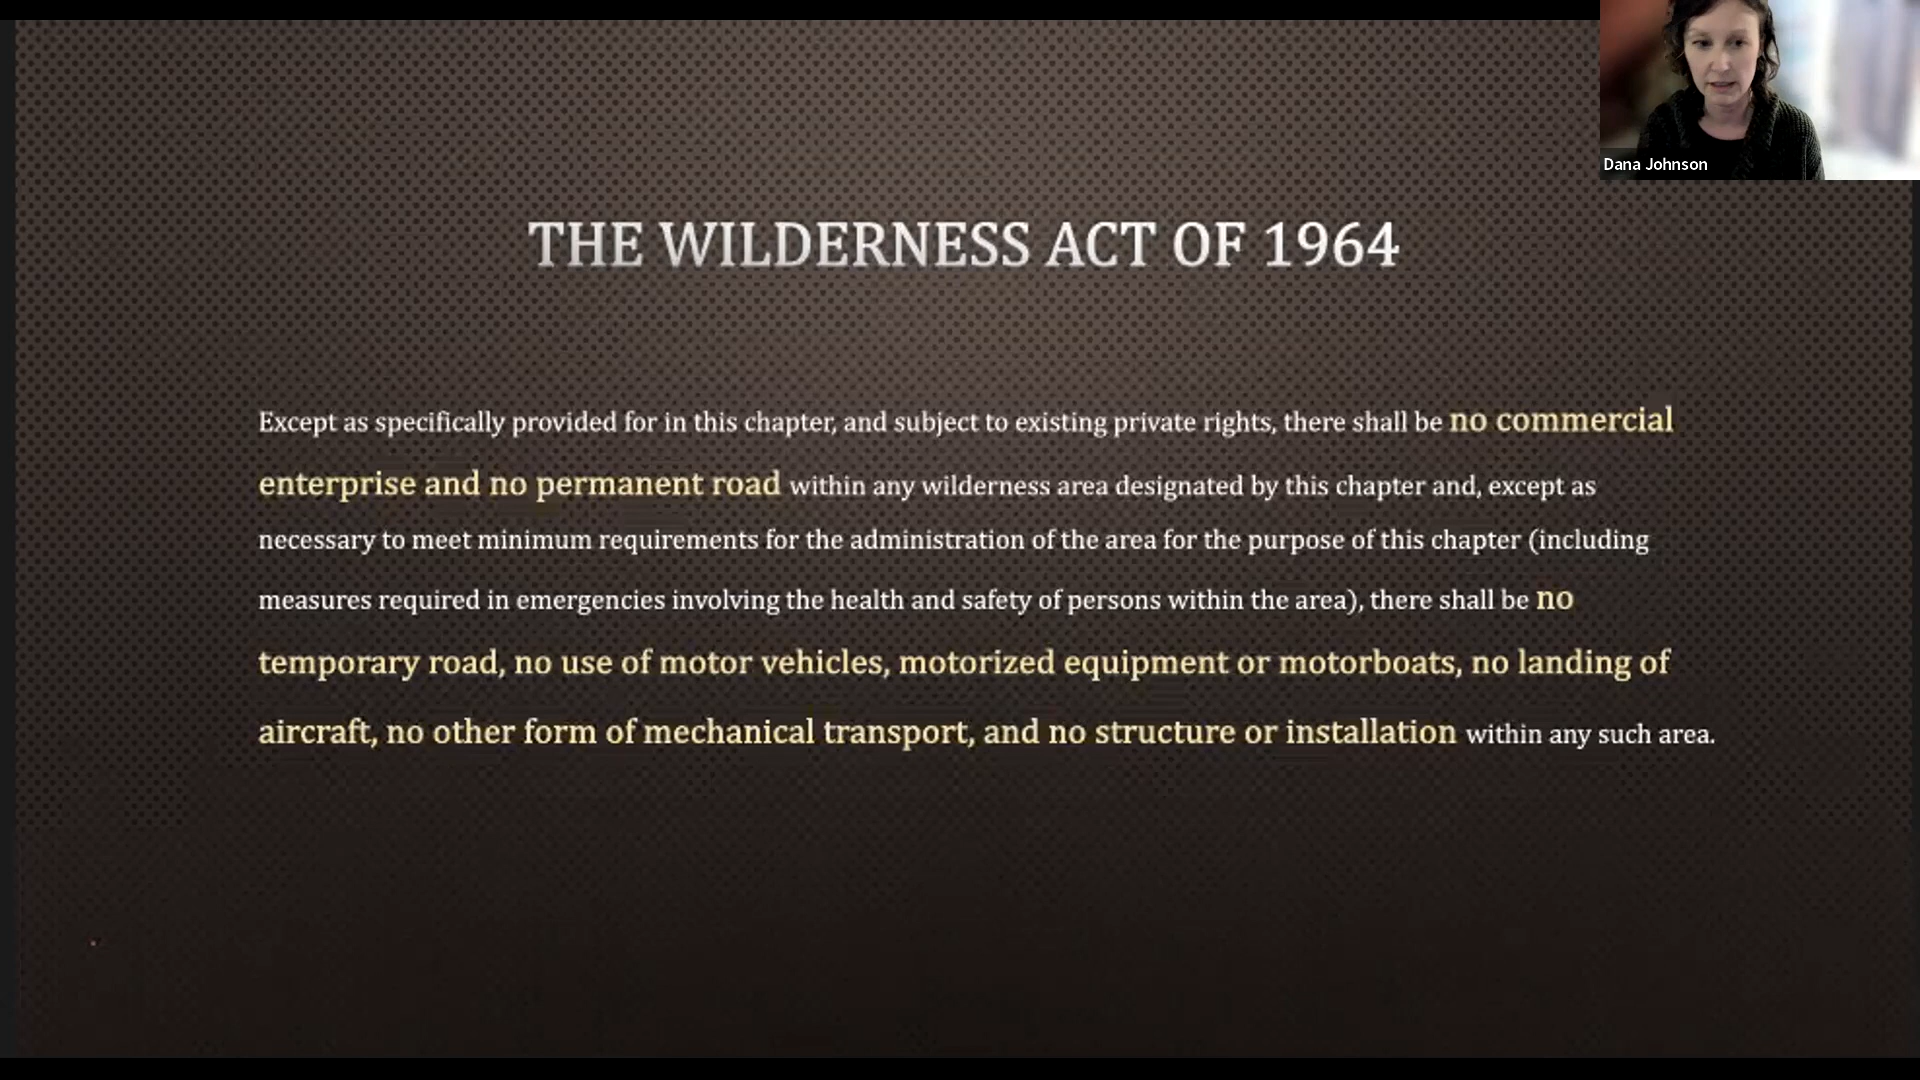 Dana Johnson
THE WILDERNESS ACT OF 1964
Except as specifically provided for in this chapter, and subject to existing private rights, there shall be no commercial
enterprise and no permanent road within any wilderness area designated by this chapter and, except as
necessary to meet minimum requirements for the administration of the area for the purpose of this chapter (including
measures required in emergencies involving the health and safety of persons within the area), there shall be no
temporary road, no use of motor vehicles, motorized equipment or motorboats, no landing of
aircraft, no other form of mechanical transport, and no structure or installation within any such area.